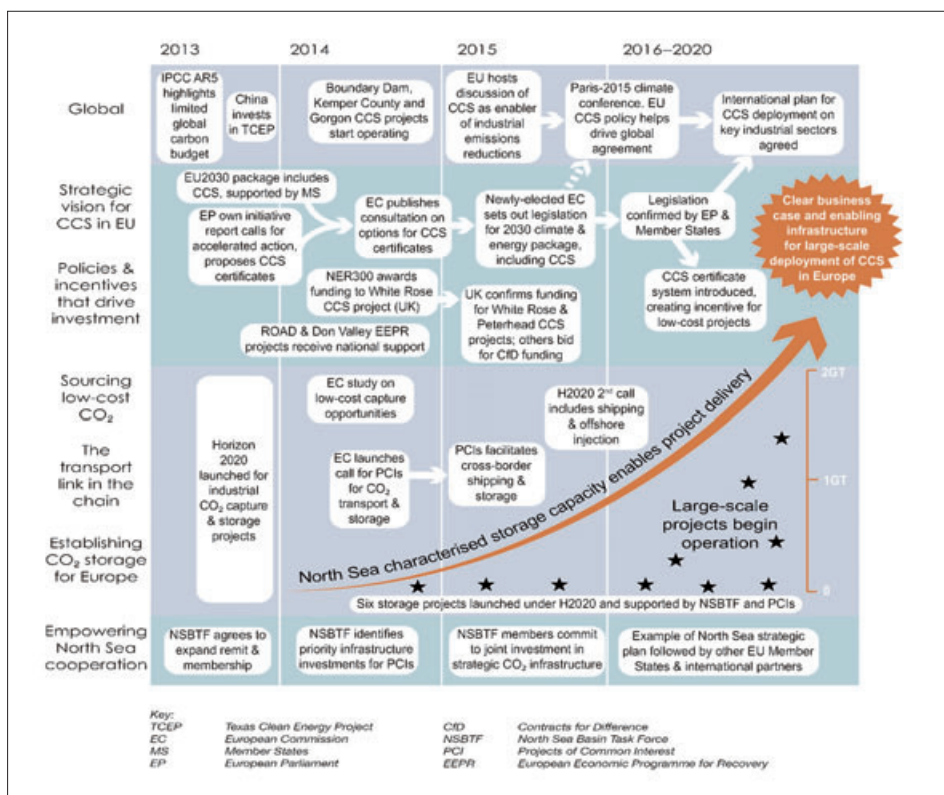 2013
2014
2015
2016–2020
Global
IPCC AR5
highlights
limited
global
carbon
budget
China
invests
in TCEP
Boundary Dam,
Kemper County and
Gorgon CCS projects
start operating
EU hosts
discussion of
CCS as enabler
of industrial
emissions
reductions
Paris-2015 climate
conference. EU
CCS policy helps
drive global
agreement
International plan for
CCS deployment on
key industrial sectors
agreed
Strategic
vision for
CCS in EU
EU2030 package includes
CCS, supported by MS
EP own initiative
report calls for
accelerated action,
proposes CCS
certificates
EC publishes
consultation on
options for CCS
certificates
Newly-elected EC
sets out legislation
for 2030 climate &
energy package,
including CCS
Legislation
confirmed by EP &
Member States
Clear business
case and enabling
infrastructure
for large-scale
deployment of CCS
in Europe
Policies &
incentives
that drive
investment
NER300 awards
funding to White Rose
CCS project (UK)
ROAD & Don Valley EEPR
projects receive national
support
UK confirms funding
for White Rose &
Peterhead CCS
projects; others bid
for CfD funding
CCS certificate
system introduced,
creating incentive for
low-cost projects
Sourcing
low-cost
CO₂
Horizon
2020
launched for
industrial
CO₂ capture
& storage
projects
EC study on
low-cost capture
opportunities
H2020 2nd call
includes shipping
& offshore
injection
2GT
The
transport
link in the
chain
EC launches
call for PCIs
for CO₂
transport &
storage
PCIs facilitates
cross-border
shipping &
storage
1GT
Establishing
CO₂ storage
for Europe
North Sea characterised storage capacity enables project delivery
Large-scale
projects begin
operation
0
Six storage projects launched under H2020 and supported by NSBTF and PCIs
Empowering
North Sea
cooperation
NSBTF agrees to
expand remit &
membership
NSBTF identifies
priority infrastructure
investments for PCIs
NSBTF members commit
to joint investment in
strategic CO₂ infrastructure
Example of North Sea strategic
plan followed by other EU Member
States & international partners
Key:
TCEP Texas Clean Energy Project
EC European Commission
MS Member States
EP European Parliament
CfD Contracts for Difference
NSBTF North Sea Basin Task Force
PCI Projects of Common Interest
EEPR European Economic Programme for Recovery